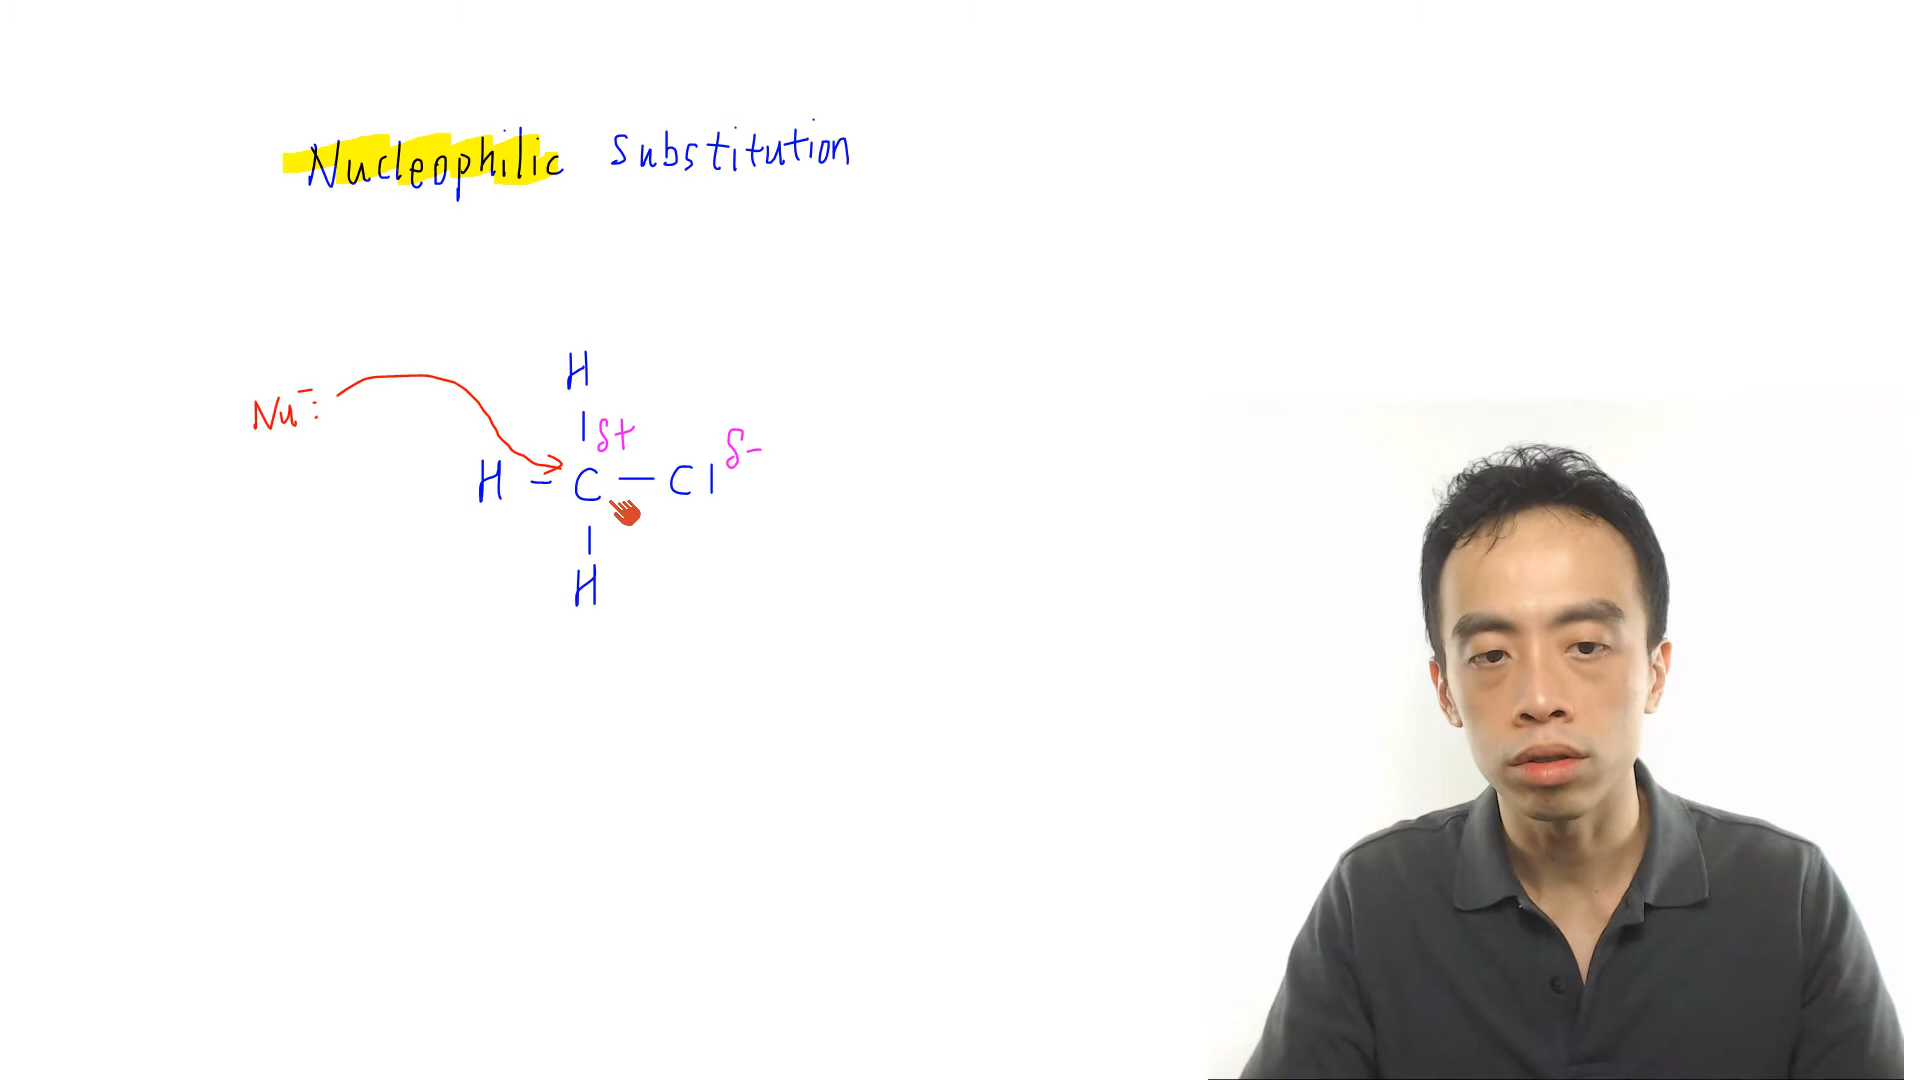 Nucleophilic substitution
H
Nu⁻:
δ+
δ-
H - C - Cl
H